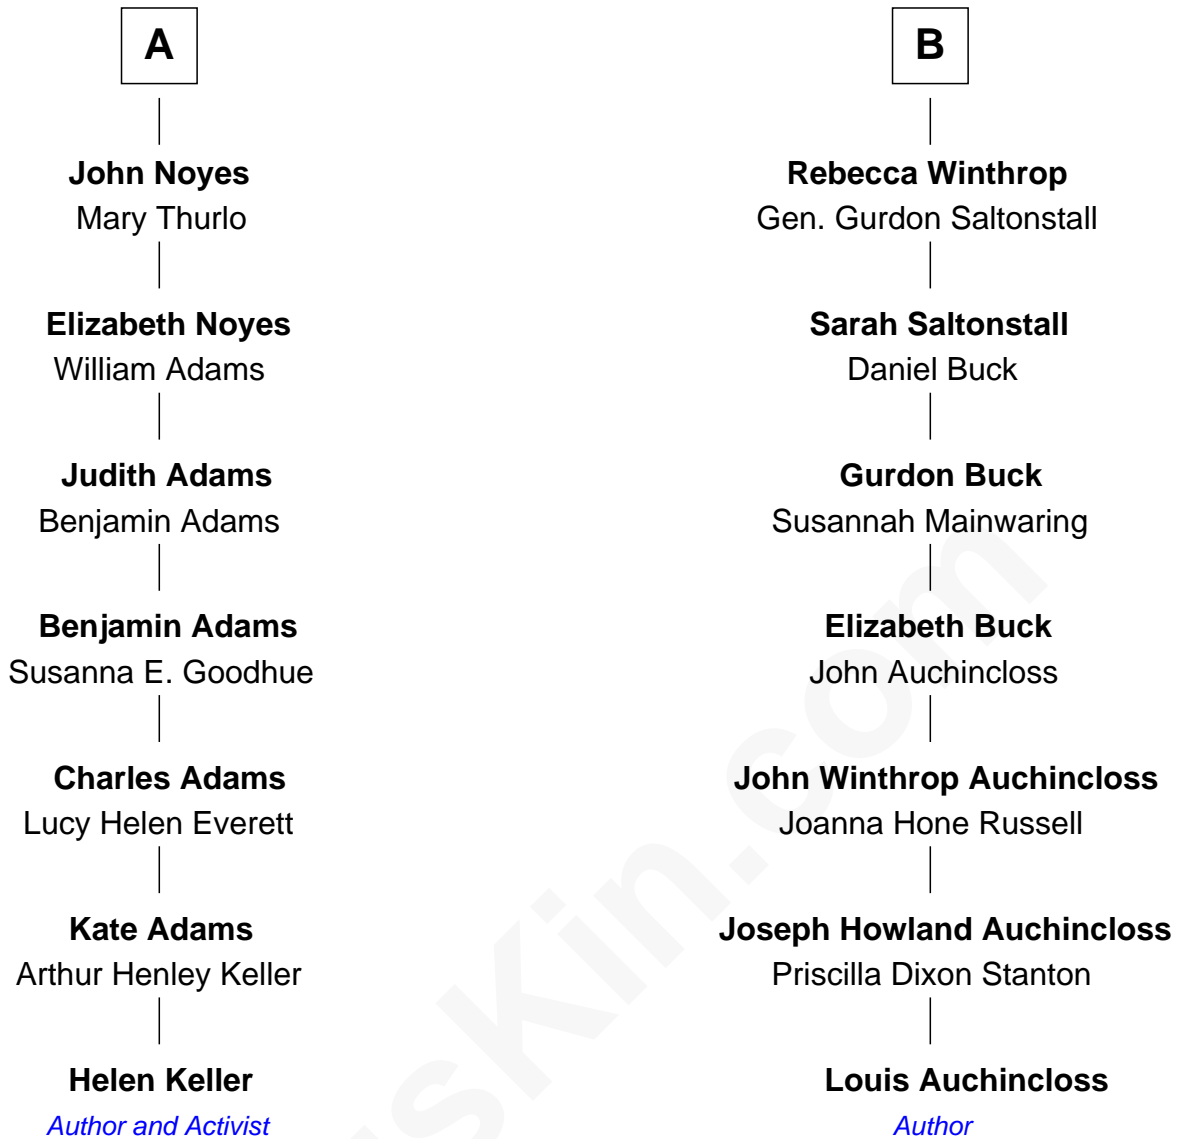 A
John Noyes
Mary Thurlo
Elizabeth Noyes
William Adams
Judith Adams
Benjamin Adams
Benjamin Adams
Susanna E. Goodhue
Charles Adams
Lucy Helen Everett
Kate Adams
Arthur Henley Keller
Helen Keller
Author and Activist
B
Rebecca Winthrop
Gen. Gurdon Saltonstall
Sarah Saltonstall
Daniel Buck
Gurdon Buck
Susannah Mainwaring
Elizabeth Buck
John Auchincloss
John Winthrop Auchincloss
Joanna Hone Russell
Joseph Howland Auchincloss
Priscilla Dixon Stanton
Louis Auchincloss
Author
sKin.com